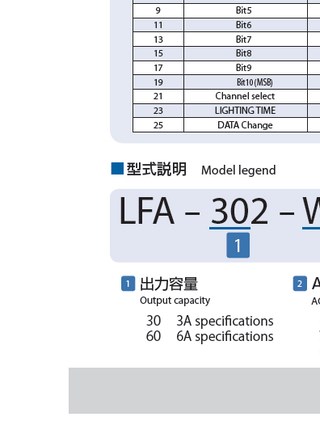 9 Bit5
11 Bit6
13 Bit7
15 Bit8
17 Bit9
19 Bit10 (MSB)
21 Channel select
23 LIGHTING TIME
25 DATA Change
■型式説明 Model legend
LFA – 302 –
1
1 出力容量 2
Output capacity
30 3A specifications
60 6A specifications